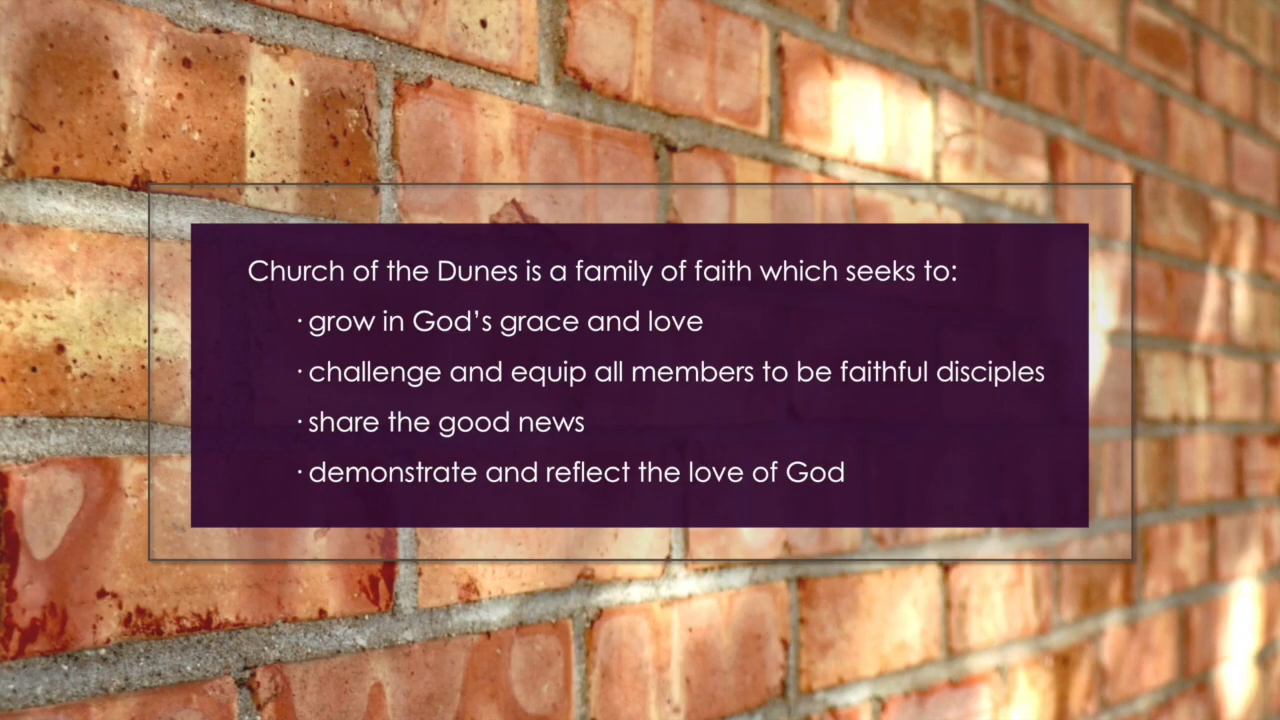 Church of the Dunes is a family of faith which seeks to:
· grow in God’s grace and love
· challenge and equip all members to be faithful disciples
· share the good news
· demonstrate and reflect the love of God